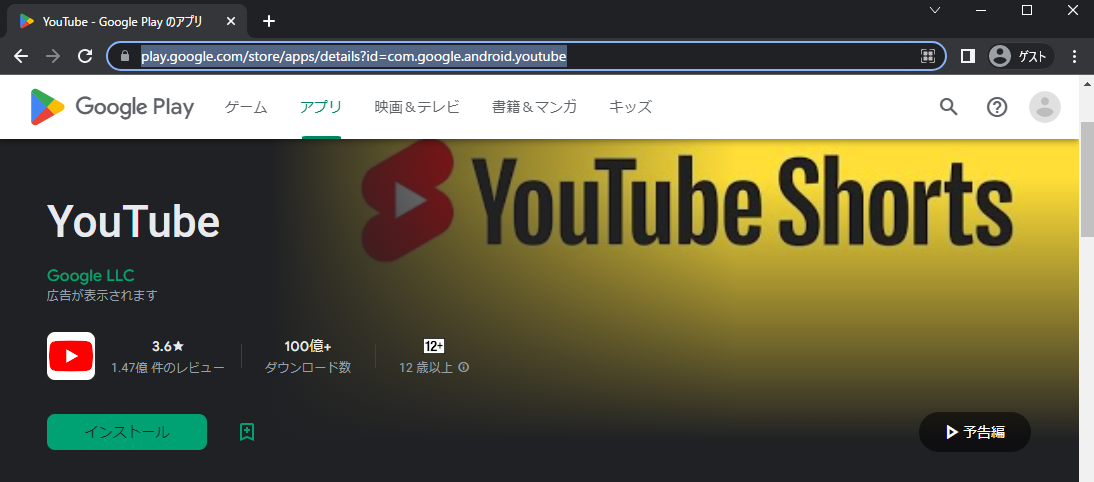 YouTube - Google Play のアプリ
play.google.com/store/apps/details?id=com.google.android.youtube
ゲスト
Google Play ゲーム アプリ 映画＆テレビ 書籍＆マンガ キッズ
YouTube Shorts
YouTube
Google LLC
広告が表示されます
3.6★ 100億+ 12+
1.47億 件のレビュー ダウンロード数 12 歳以上
インストール
予告編